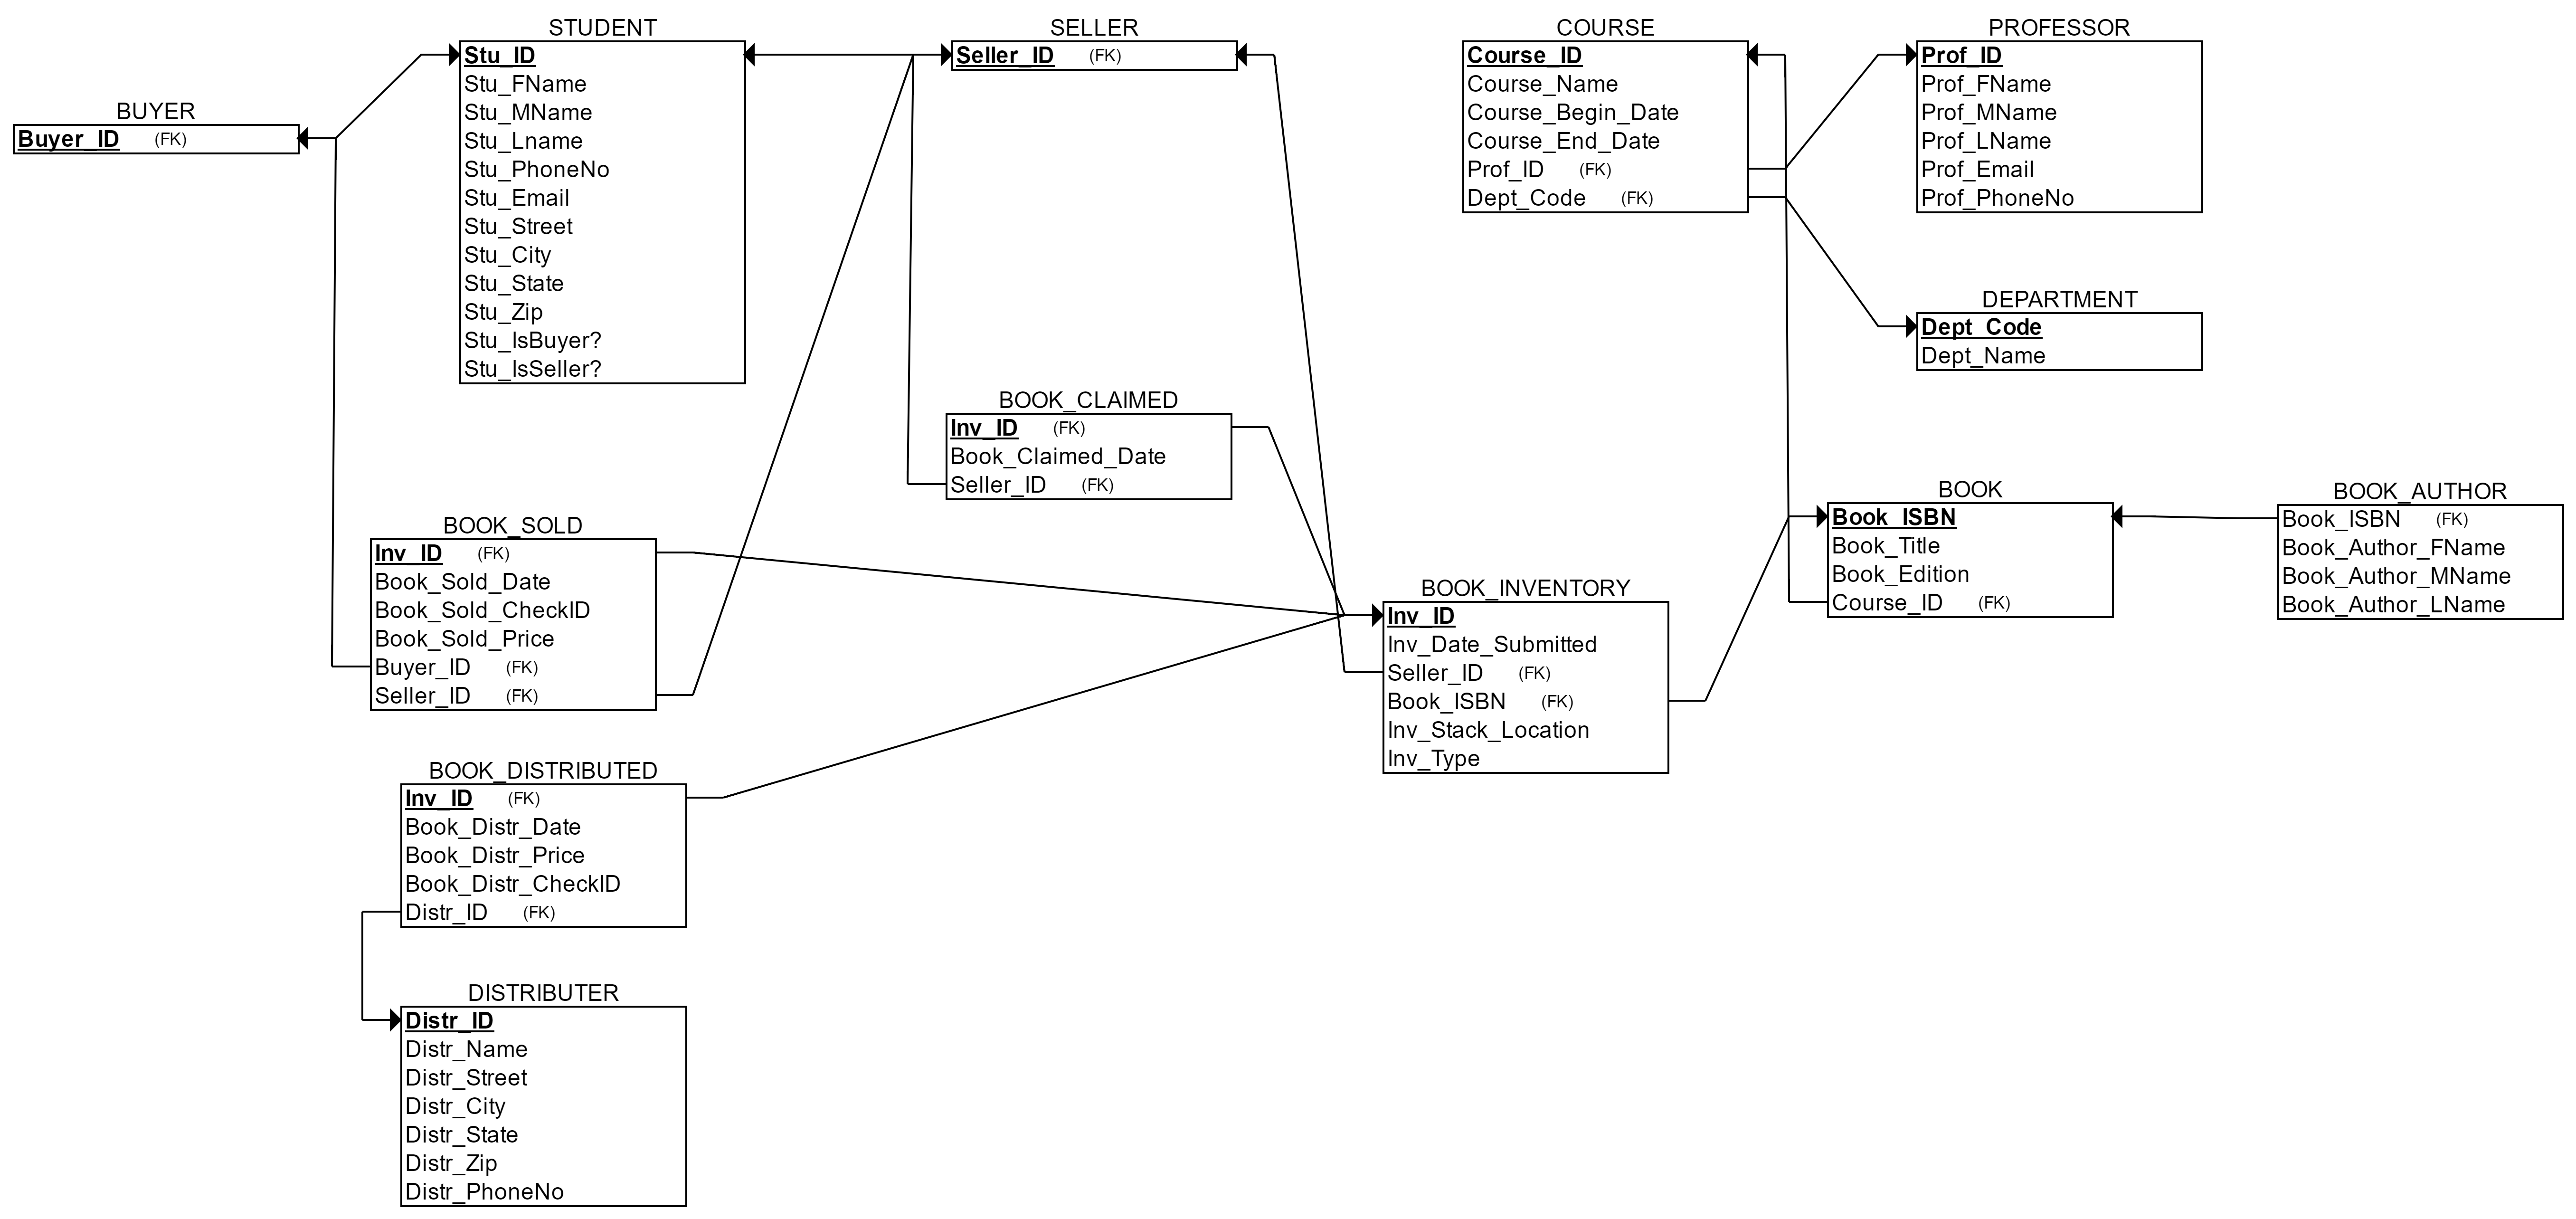 STUDENT
Stu_ID
Stu_FName
Stu_MName
Stu_Lname
Stu_PhoneNo
Stu_Email
Stu_Street
Stu_City
Stu_State
Stu_Zip
Stu_IsBuyer?
Stu_IsSeller?
SELLER
Seller_ID (FK)
COURSE
Course_ID
Course_Name
Course_Begin_Date
Course_End_Date
Prof_ID (FK)
Dept_Code (FK)
PROFESSOR
Prof_ID
Prof_FName
Prof_MName
Prof_LName
Prof_Email
Prof_PhoneNo
BUYER
Buyer_ID (FK)
DEPARTMENT
Dept_Code
Dept_Name
BOOK_CLAIMED
Inv_ID (FK)
Book_Claimed_Date
Seller_ID (FK)
BOOK
Book_ISBN
Book_Title
Book_Edition
Course_ID (FK)
BOOK_AUTHOR
Book_ISBN (FK)
Book_Author_FName
Book_Author_MName
Book_Author_LName
BOOK_SOLD
Inv_ID (FK)
Book_Sold_Date
Book_Sold_CheckID
Book_Sold_Price
Buyer_ID (FK)
Seller_ID (FK)
BOOK_INVENTORY
Inv_ID
Inv_Date_Submitted
Seller_ID (FK)
Book_ISBN (FK)
Inv_Stack_Location
Inv_Type
BOOK_DISTRIBUTED
Inv_ID (FK)
Book_Distr_Date
Book_Distr_Price
Book_Distr_CheckID
Distr_ID (FK)
DISTRIBUTER
Distr_ID
Distr_Name
Distr_Street
Distr_City
Distr_State
Distr_Zip
Distr_PhoneNo